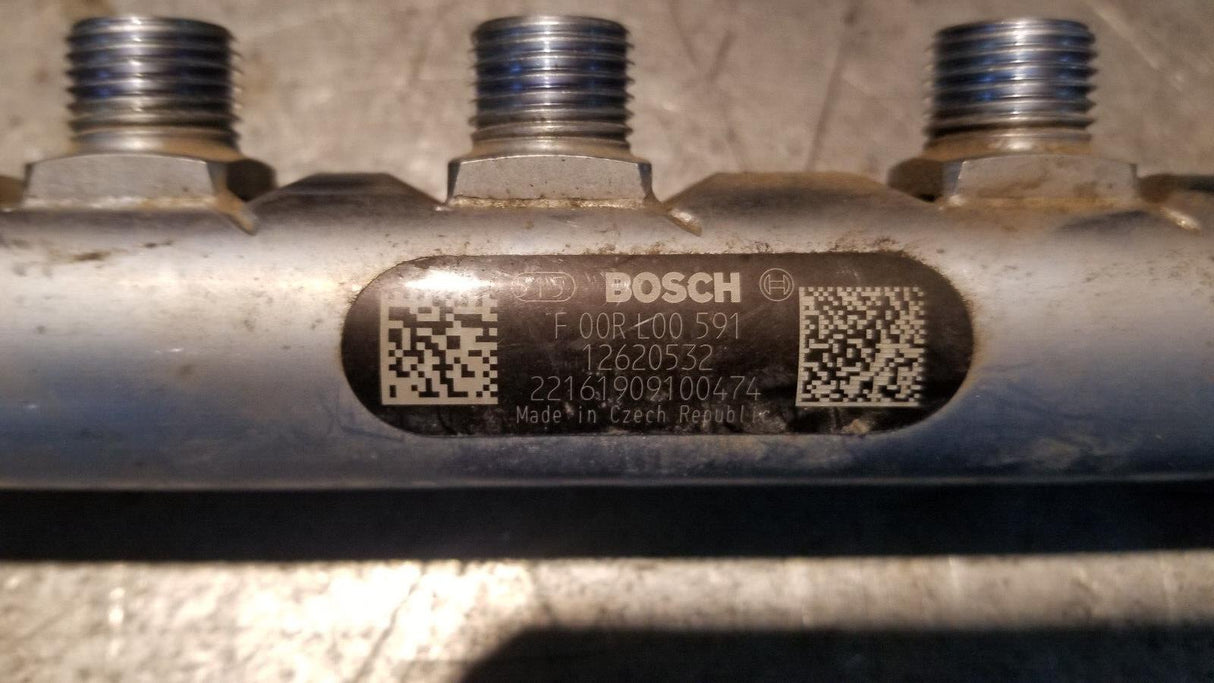 BOSCH
F 00R L00 591
12620532
22161909100474
Made in Czech Republic